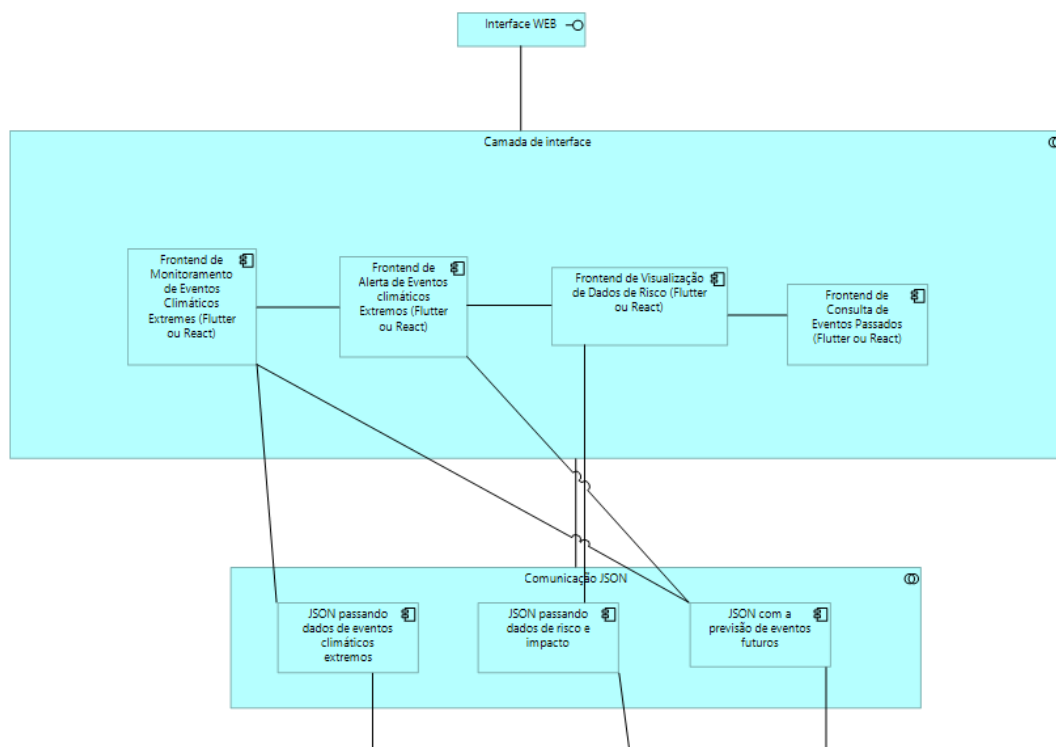 Interface WEB
Camada de interface
Frontend de
Monitoramento
de Eventos
Climáticos
Extremes (Flutter
ou React)
Frontend de
Alerta de Eventos
climáticos
Extremos (Flutter
ou React)
Frontend de Visualização
de Dados de Risco (Flutter
ou React)
Frontend de
Consulta de
Eventos Passados
(Flutter ou React)
Comunicação JSON
JSON passando
dados de eventos
climáticos
extremos
JSON passando
dados de risco e
impacto
JSON com a
previsão de eventos
futuros